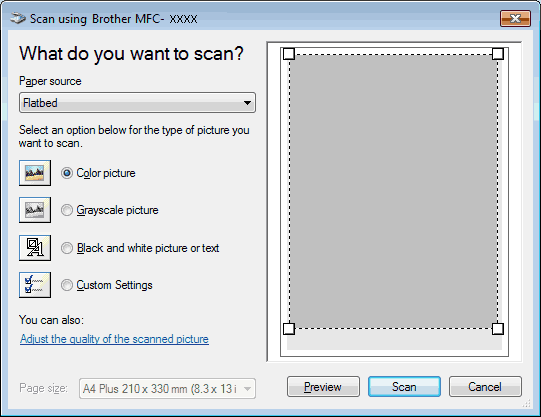 Scan using Brother MFC- XXXX
What do you want to scan?
Paper source
Flatbed
Select an option below for the type of picture you
want to scan.
Color picture
Grayscale picture
Black and white picture or text
Custom Settings
You can also:
Adjust the quality of the scanned picture
Page size:
A4 Plus 210 x 330 mm (8.3 x 13 i
Preview
Scan
Cancel